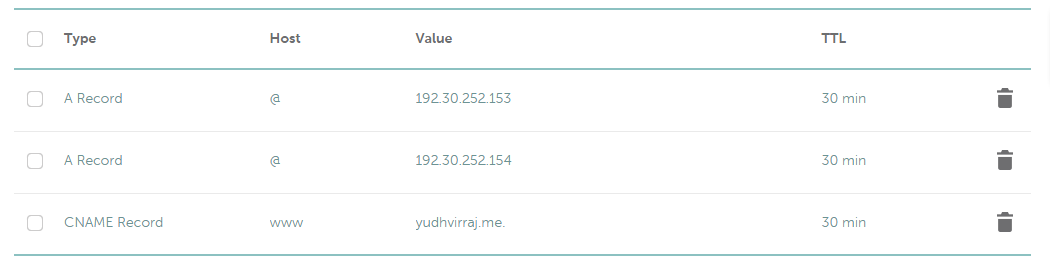 Type Host Value TTL
A Record @ 192.30.252.153 30 min
A Record @ 192.30.252.154 30 min
CNAME Record www yudhvirraj.me. 30 min